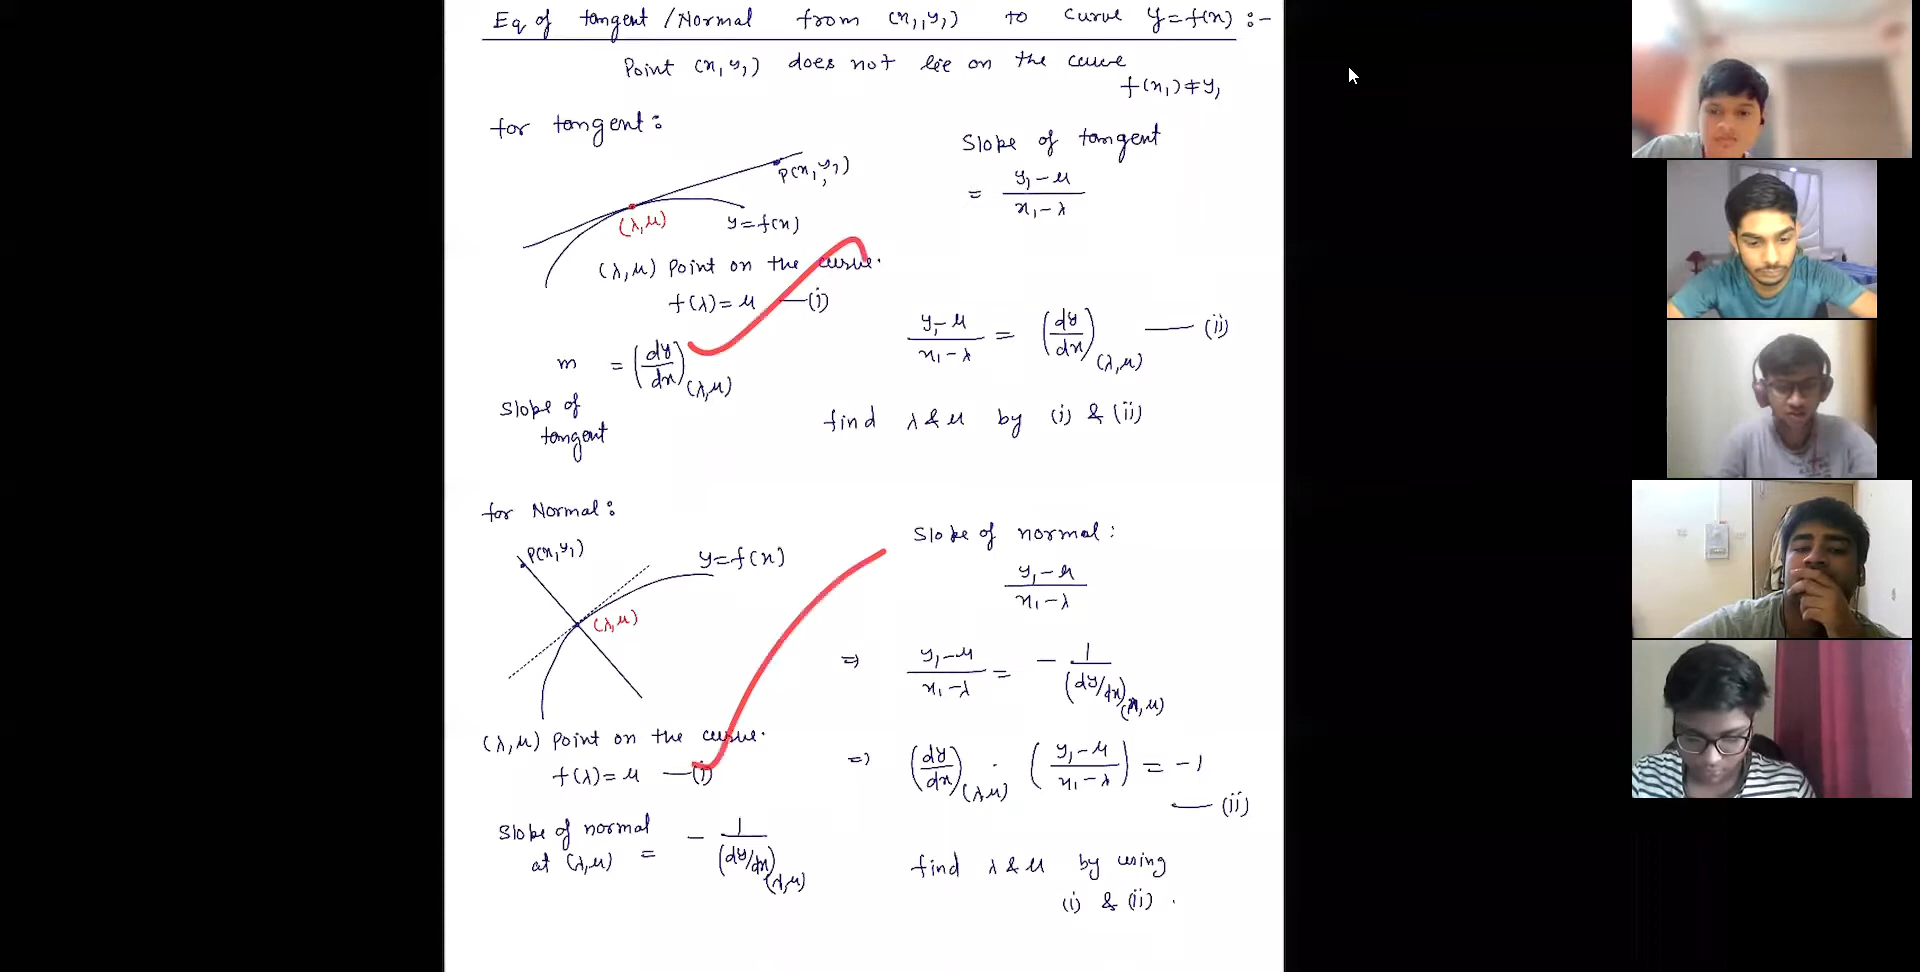 Eq of tangent/Normal from (x₁,y₁) to curve y=f(x) :-
Point (x₁,y₁) does not lie on the curve
f(x₁)≠y₁
for tangent:
P(x₁,y₁)
(λ,μ)
y=f(x)
(λ,μ) Point on the curve.
f(λ)=μ —(i)
m = (dy/dx)(λ,μ)
Slope of
tangent
Slope of tangent
= (y₁-μ)/(x₁-λ)
(y₁-μ)/(x₁-λ) = (dy/dx)(λ,μ) — (ii)
find λ & μ by (i) & (ii)
for Normal:
P(x₁,y₁)
y=f(x)
(λ,μ)
(λ,μ) Point on the curve.
f(λ)=μ —(i)
Slope of normal
at (λ,μ) = - 1/(dy/dx)(λ,μ)
Slope of normal:
(y₁-μ)/(x₁-λ)
⇒ (y₁-μ)/(x₁-λ) = - 1/(dy/dx)(λ,μ)
⇒ (dy/dx)(λ,μ) · ((y₁-μ)/(x₁-λ)) = -1
— (ii)
find λ & μ by using
(i) & (ii) .